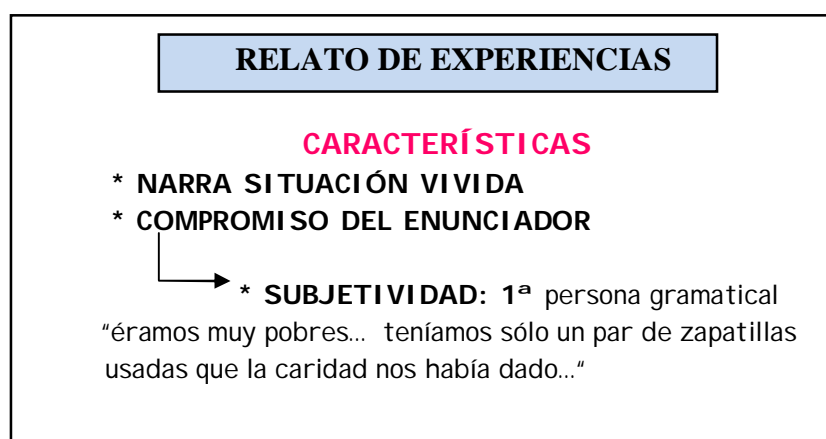 RELATO DE EXPERIENCIAS
CARACTERÍSTICAS
* NARRA SITUACIÓN VIVIDA
* COMPROMISO DEL ENUNCIADOR
* SUBJETIVIDAD: 1ª persona gramatical
“éramos muy pobres… teníamos sólo un par de zapatillas
usadas que la caridad nos había dado…“